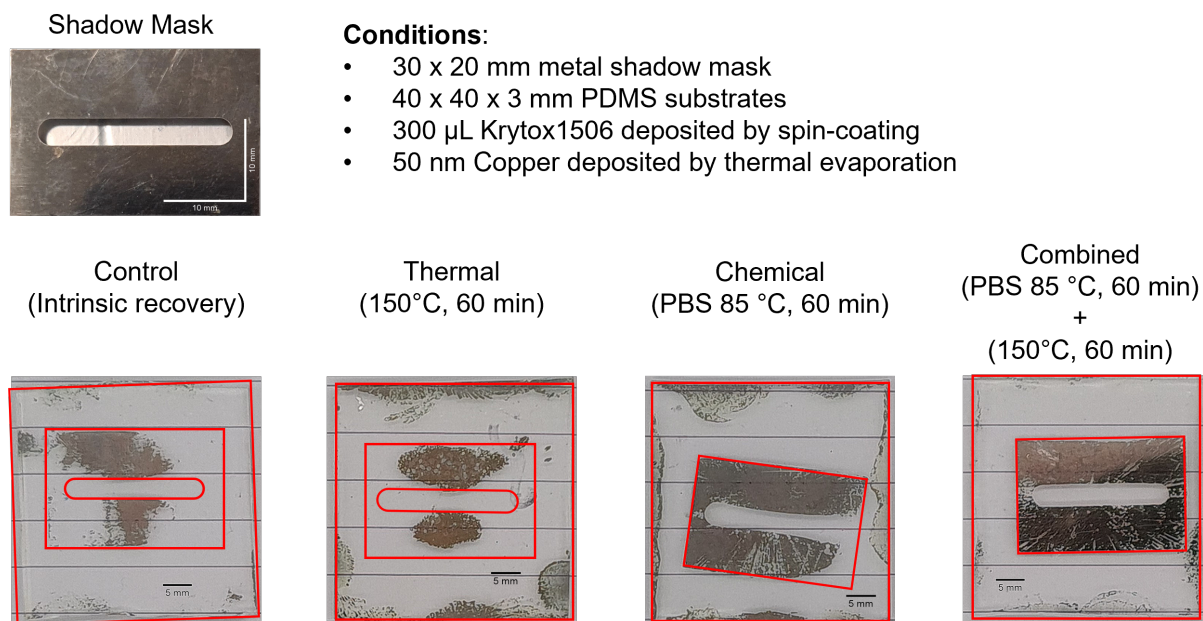 Shadow Mask
10 mm
10 mm
Conditions:
• 30 x 20 mm metal shadow mask
• 40 x 40 x 3 mm PDMS substrates
• 300 µL Krytox1506 deposited by spin-coating
• 50 nm Copper deposited by thermal evaporation
Control
(Intrinsic recovery)
Thermal
(150°C, 60 min)
Chemical
(PBS 85 °C, 60 min)
Combined
(PBS 85 °C, 60 min)
+
(150°C, 60 min)
5 mm
5 mm
5 mm
5 mm